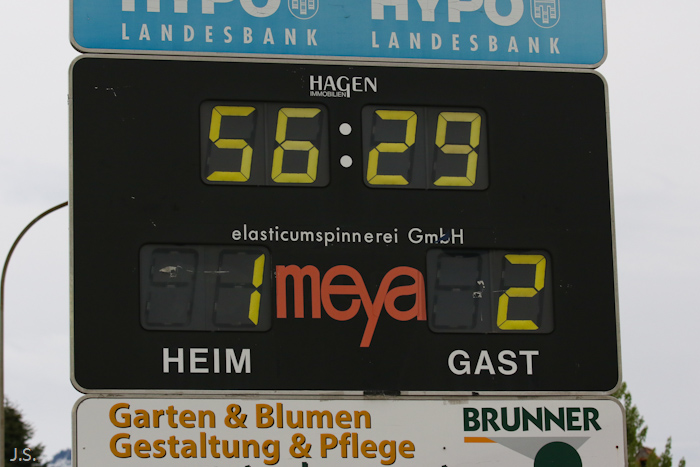 HYPO HYPO
LANDESBANK LANDESBANK
HAGEN
IMMOBILIEN
56:29
elasticumspinnerei GmbH
1 meya 2
HEIM GAST
Garten & Blumen
Gestaltung & Pflege
BRUNNER
J.S.